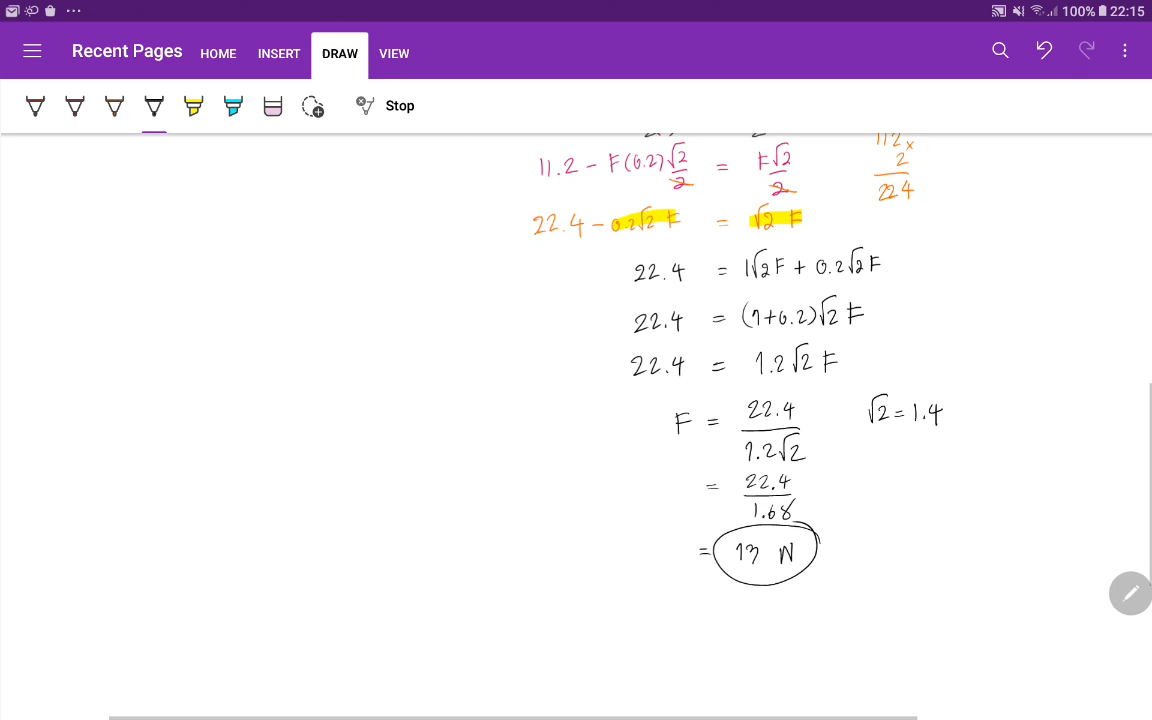 100% 22:15
Recent Pages HOME INSERT DRAW VIEW
Stop
112 ×
11.2 - F(0.2)√2/2 = F√2/2
2
224
22.4 - 0.2√2 F = √2 F
22.4 = 1√2 F + 0.2√2 F
22.4 = (1+0.2)√2 F
22.4 = 1.2√2 F
F = 22.4/1.2√2 √2 = 1.4
= 22.4/1.68
= 13 N